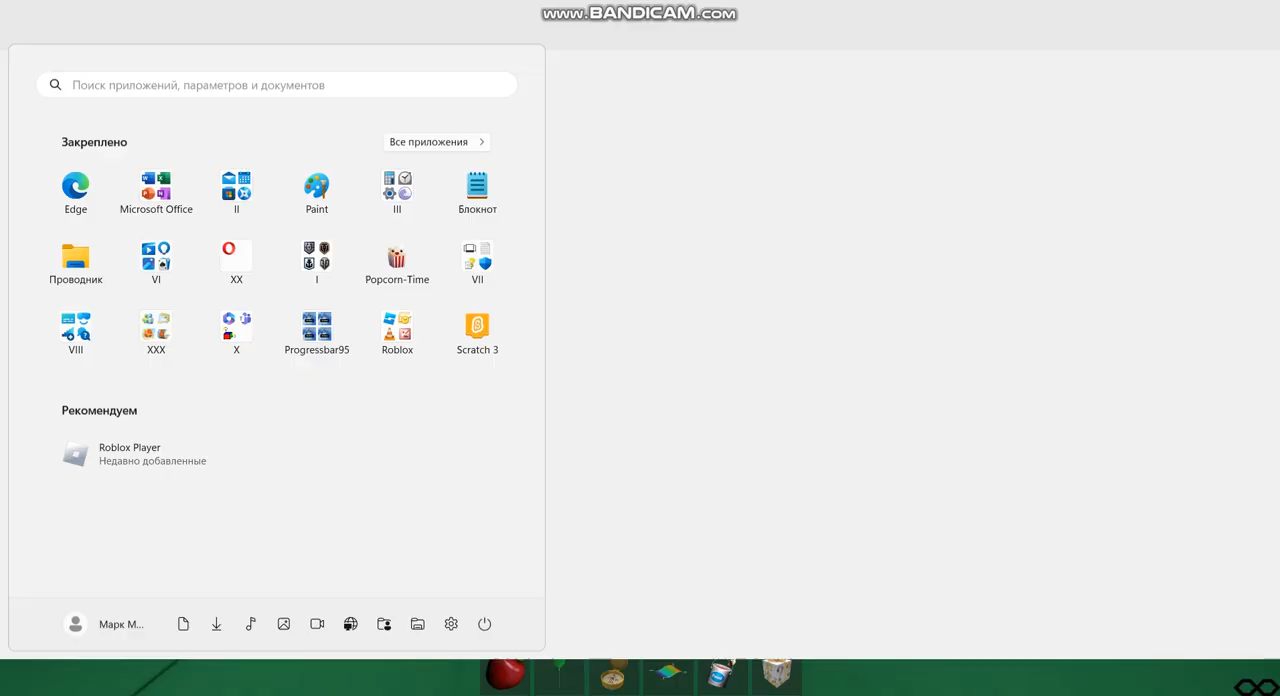 www.BANDICAM.com
Поиск приложений, параметров и документов
Закреплено
Все приложения
Edge
Microsoft Office
II
Paint
III
Блокнот
Проводник
VI
XX
I
Popcorn-Time
VII
VIII
XXX
X
Progressbar95
Roblox
Scratch 3
Рекомендуем
Roblox Player
Недавно добавленные
Марк М...